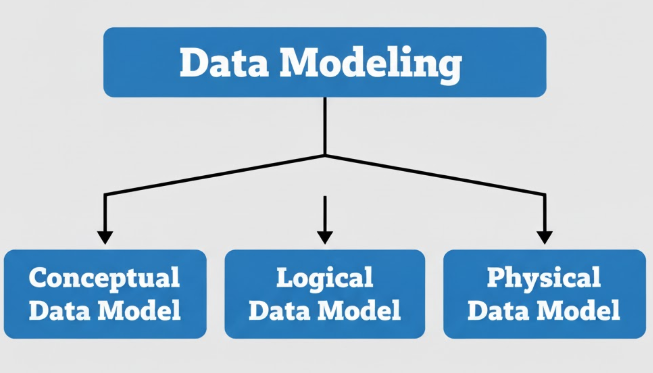 Data Modeling
Conceptual
Data Model
Logical
Data Model
Physical
Data Model